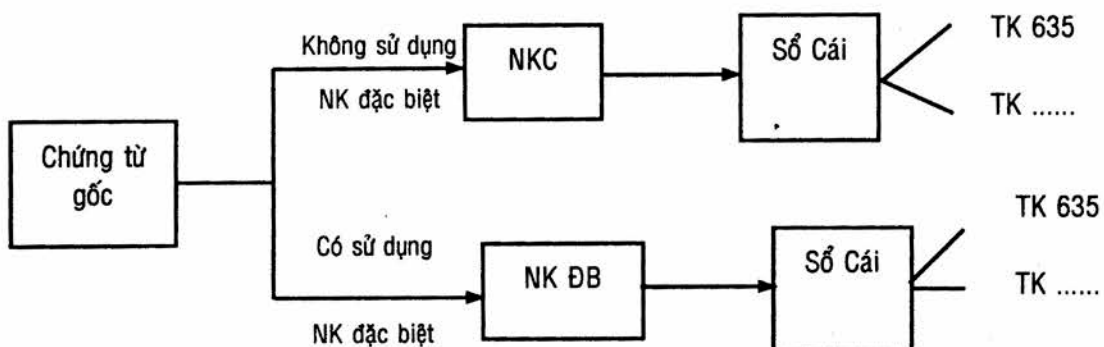 Không sử dụng
NK đặc biệt
NKC
Sổ Cái
TK 635
TK ......
Chứng từ
gốc
Có sử dụng
NK đặc biệt
NK ĐB
Sổ Cái
TK 635
TK ......